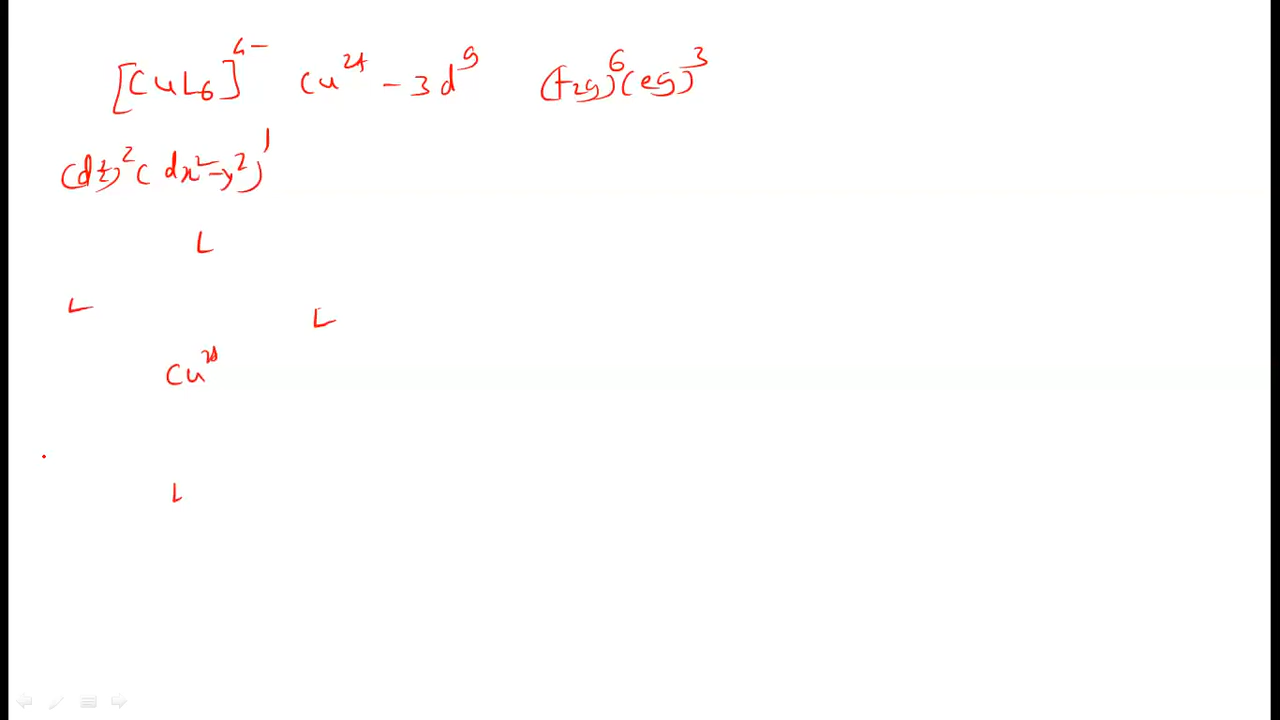 [CuL6]4- Cu2+ - 3d9 (t2g)6(eg)3
(dz2)2(dx2-y2)1
L
L
L
Cu2+
L